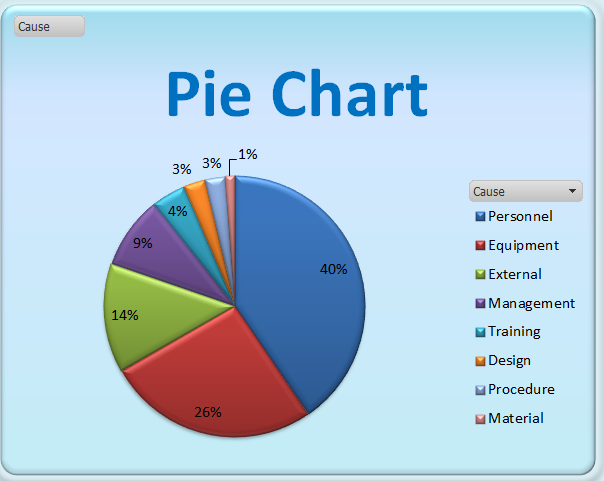 Cause
Pie Chart
1%
3%
3%
4%
9%
14%
26%
40%
Cause
Personnel
Equipment
External
Management
Training
Design
Procedure
Material